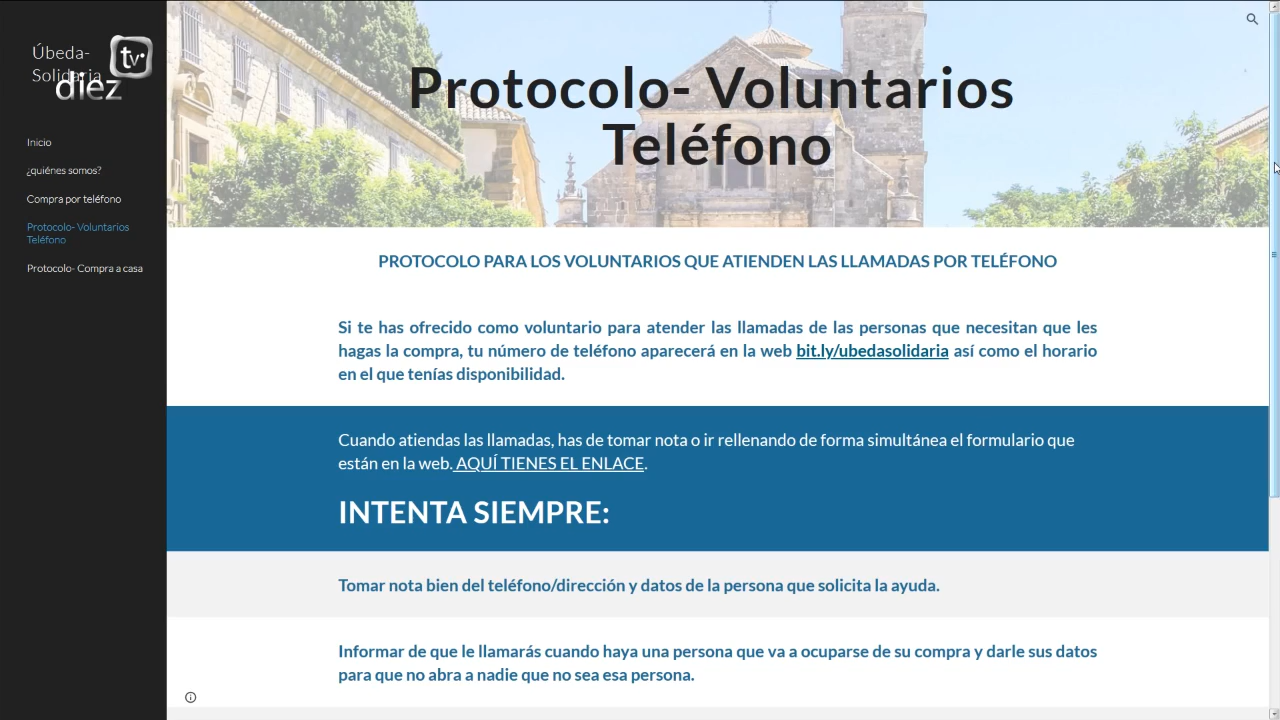 Úbeda-
Solidaria
tv
diez
Inicio
¿quiénes somos?
Compra por teléfono
Protocolo- Voluntarios
Teléfono
Protocolo- Compra a casa
Protocolo- Voluntarios
Teléfono
PROTOCOLO PARA LOS VOLUNTARIOS QUE ATIENDEN LAS LLAMADAS POR TELÉFONO
Si te has ofrecido como voluntario para atender las llamadas de las personas que necesitan que les
hagas la compra, tu número de teléfono aparecerá en la web bit.ly/ubedasolidaria así como el horario
en el que tenías disponibilidad.
Cuando atiendas las llamadas, has de tomar nota o ir rellenando de forma simultánea el formulario que
están en la web. AQUÍ TIENES EL ENLACE.
INTENTA SIEMPRE:
Tomar nota bien del teléfono/dirección y datos de la persona que solicita la ayuda.
Informar de que le llamarás cuando haya una persona que va a ocuparse de su compra y darle sus datos
para que no abra a nadie que no sea esa persona.